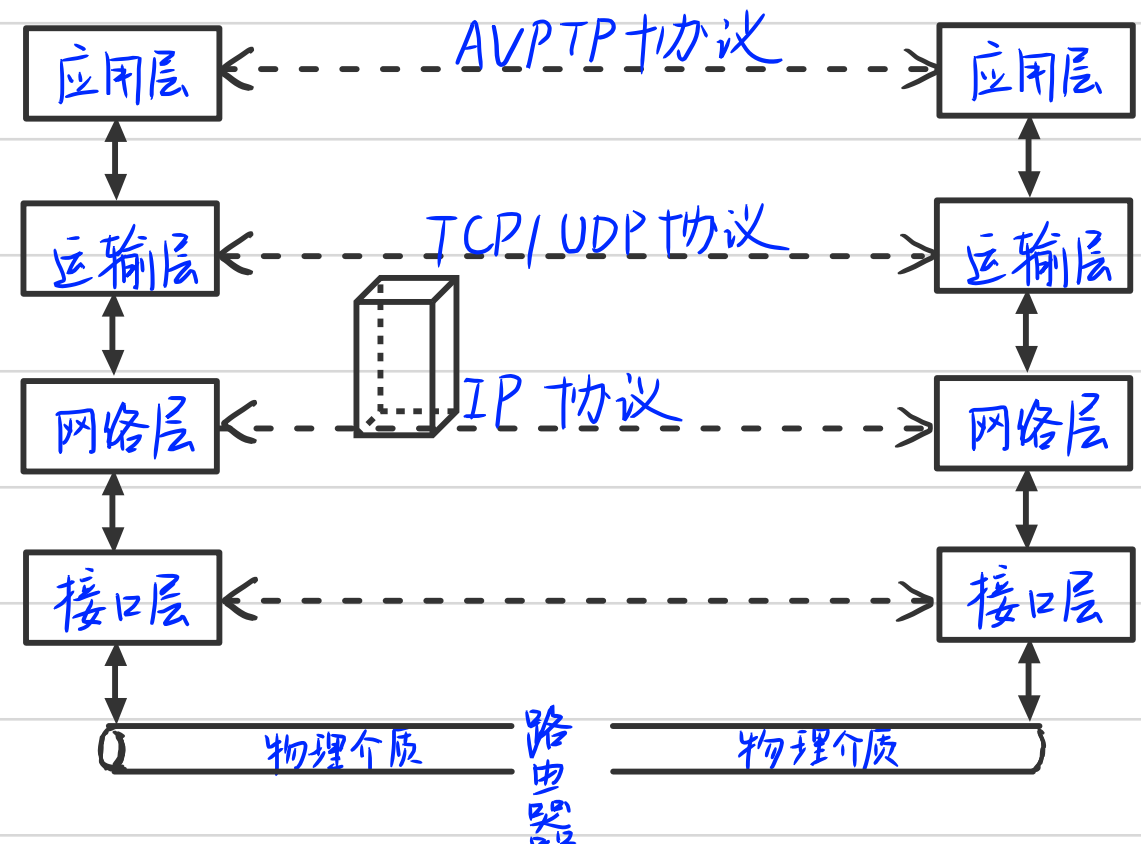 应用层 AVPTP协议 应用层
运输层 TCP/UDP协议 运输层
网络层 IP 协议 网络层
接口层 接口层
物理介质 物理介质
路
由
器